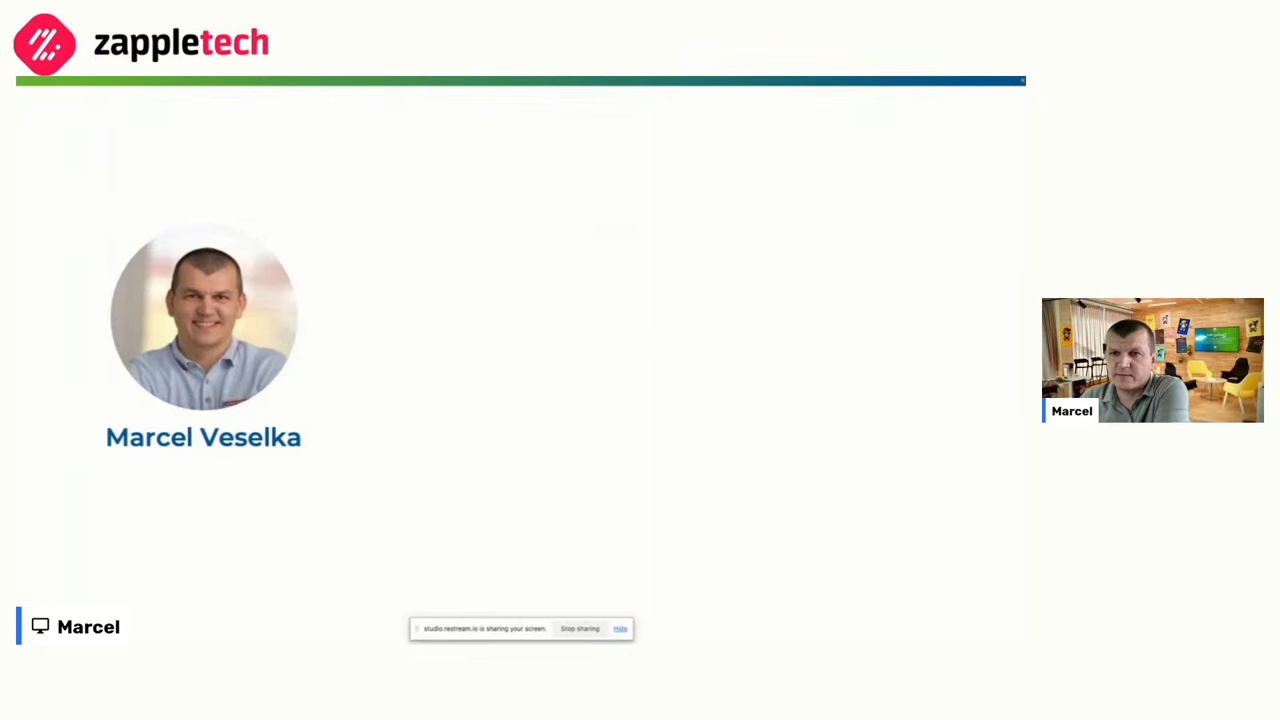 zappletech
Marcel Veselka
Marcel
Marcel
studio.restream.io is sharing your screen. Stop sharing Hide